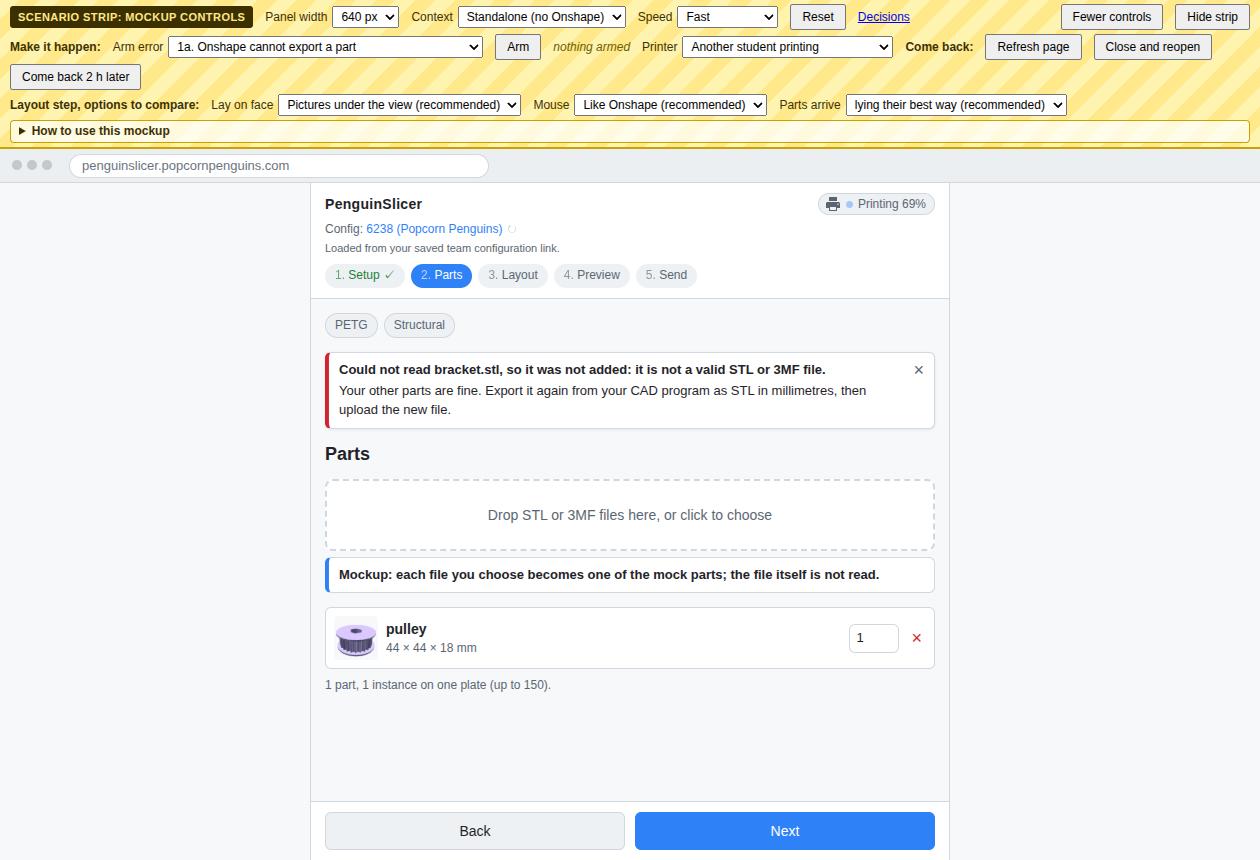 SCENARIO STRIP: MOCKUP CONTROLS Panel width 640 px Context Standalone (no Onshape) Speed Fast Reset Decisions Fewer controls Hide strip
Make it happen: Arm error 1a. Onshape cannot export a part Arm nothing armed Printer Another student printing Come back: Refresh page Close and reopen
Come back 2 h later
Layout step, options to compare: Lay on face Pictures under the view (recommended) Mouse Like Onshape (recommended) Parts arrive lying their best way (recommended)
▶ How to use this mockup
penguinslicer.popcornpenguins.com
PenguinSlicer Printing 69%
Config: 6238 (Popcorn Penguins)
Loaded from your saved team configuration link.
1. Setup ✓ 2. Parts 3. Layout 4. Preview 5. Send
PETG Structural
Could not read bracket.stl, so it was not added: it is not a valid STL or 3MF file. ×
Your other parts are fine. Export it again from your CAD program as STL in millimetres, then
upload the new file.
Parts
Drop STL or 3MF files here, or click to choose
Mockup: each file you choose becomes one of the mock parts; the file itself is not read.
pulley
44 × 44 × 18 mm
1 ×
1 part, 1 instance on one plate (up to 150).
Back Next